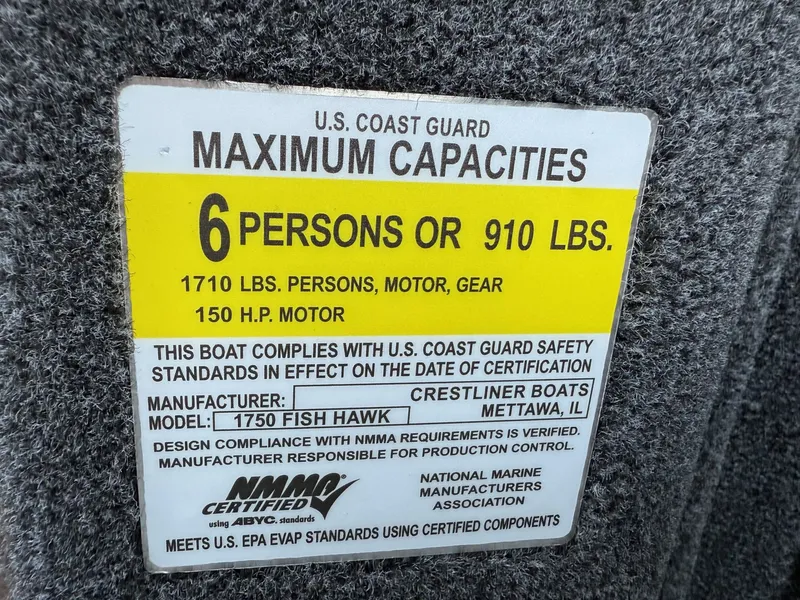 U.S. COAST GUARD
MAXIMUM CAPACITIES
6 PERSONS OR 910 LBS.
1710 LBS. PERSONS, MOTOR, GEAR
150 H.P. MOTOR
THIS BOAT COMPLIES WITH U.S. COAST GUARD SAFETY
STANDARDS IN EFFECT ON THE DATE OF CERTIFICATION
MANUFACTURER: CRESTLINER BOATS
METTAWA, IL
MODEL: 1750 FISH HAWK
DESIGN COMPLIANCE WITH NMMA REQUIREMENTS IS VERIFIED.
MANUFACTURER RESPONSIBLE FOR PRODUCTION CONTROL.
NMMA®
CERTIFIED
using ABYC. standards
NATIONAL MARINE
MANUFACTURERS
ASSOCIATION
MEETS U.S. EPA EVAP STANDARDS USING CERTIFIED COMPONENTS